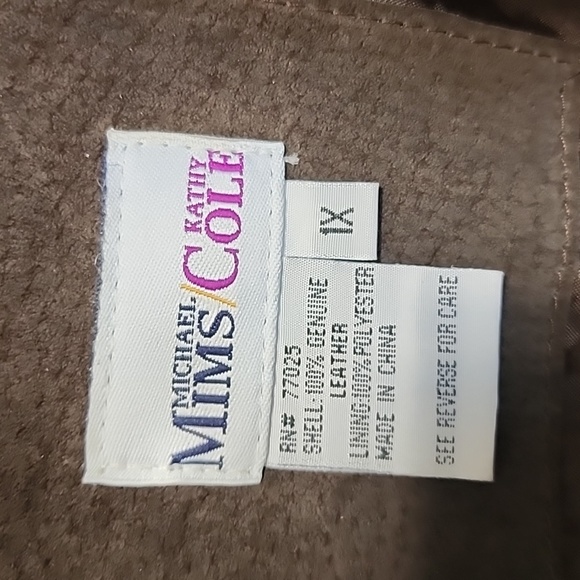 MICHAEL KATHY
MIMS/COLE
1X
RN# 77025
SHELL:100% GENUINE
LEATHER
LINING:100% POLYESTER
MADE IN CHINA
SEE REVERSE FOR CARE